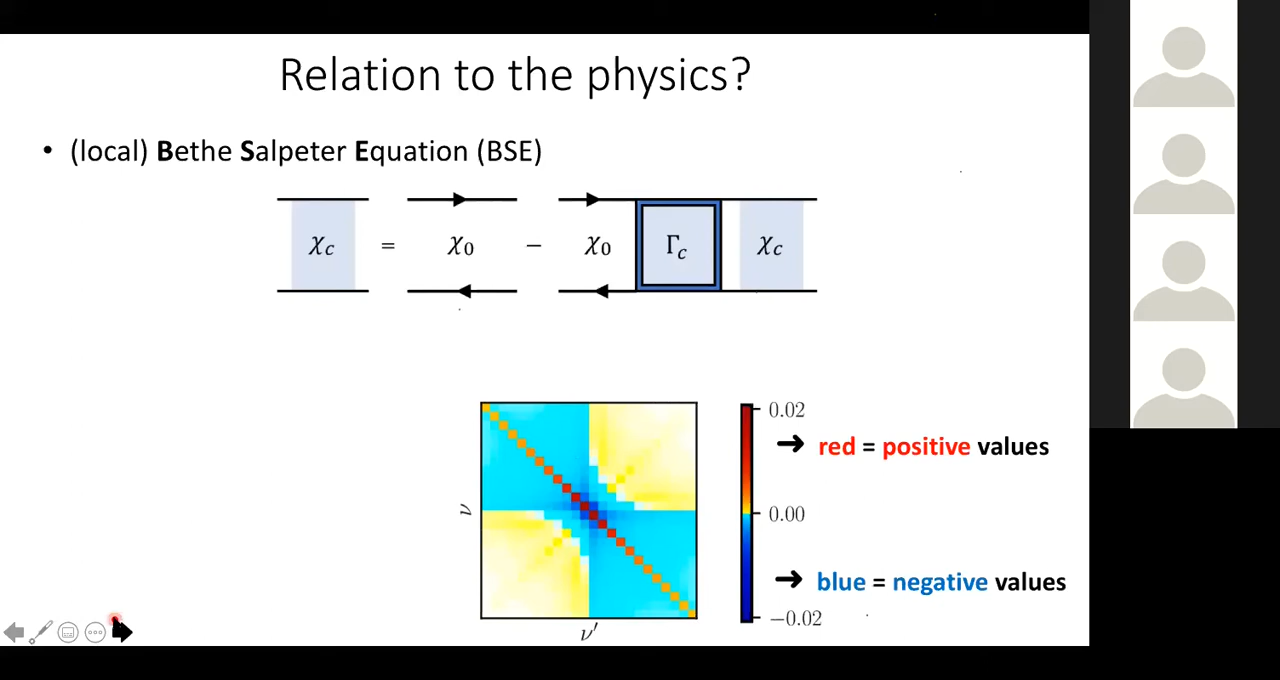 Relation to the physics?
• (local) Bethe Salpeter Equation (BSE)
χc = χ0 − χ0 Γc χc
0.02
➔ red = positive values
ν
0.00
➔ blue = negative values
−0.02
ν′